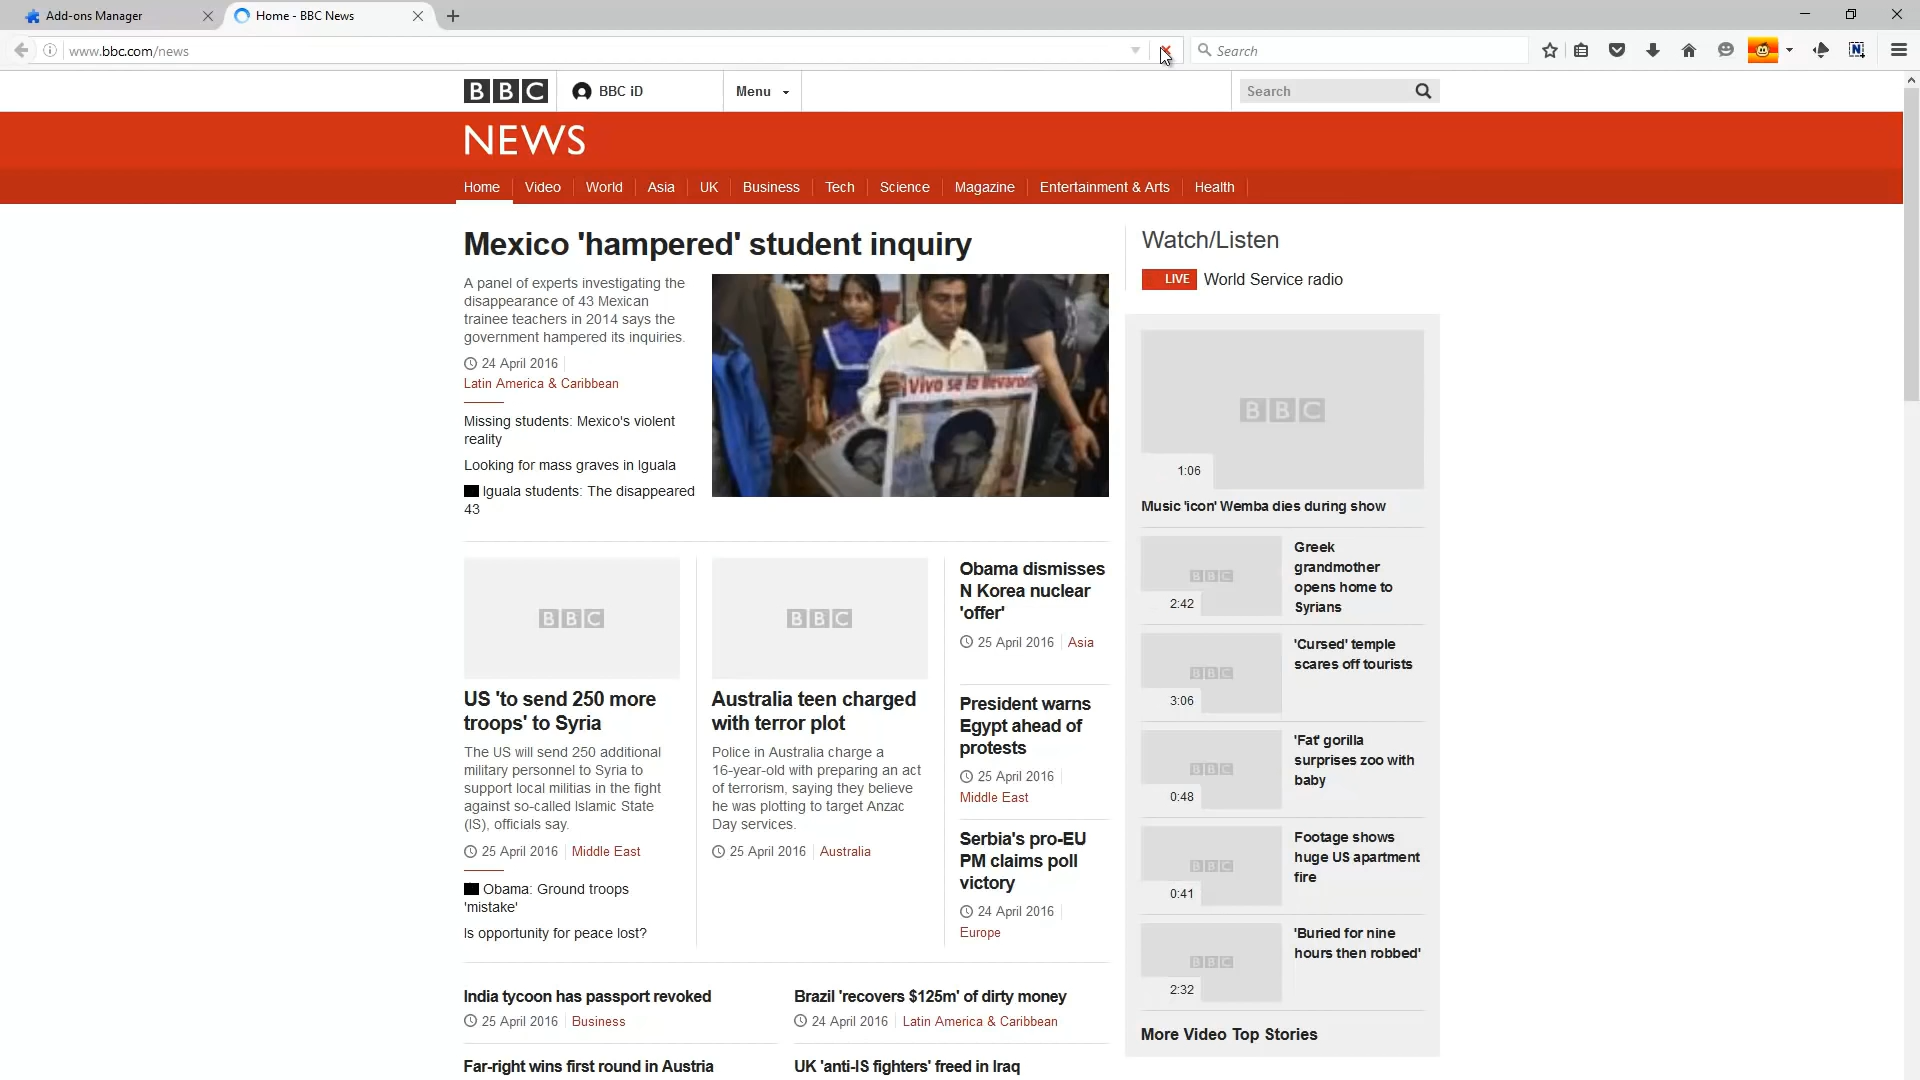 Add-ons Manager
Home - BBC News
www.bbc.com/news
Search
BBC
BBC iD
Menu
Search
NEWS
Home
Video
World
Asia
UK
Business
Tech
Science
Magazine
Entertainment & Arts
Health
Mexico 'hampered' student inquiry
A panel of experts investigating the
disappearance of 43 Mexican
trainee teachers in 2014 says the
government hampered its inquiries.
24 April 2016
Latin America & Caribbean
Missing students: Mexico's violent
reality
Looking for mass graves in Iguala
Iguala students: The disappeared
43
¡Vivo se lo llevaron
BBC
US 'to send 250 more
troops' to Syria
The US will send 250 additional
military personnel to Syria to
support local militias in the fight
against so-called Islamic State
(IS), officials say.
25 April 2016
Middle East
Obama: Ground troops
'mistake'
Is opportunity for peace lost?
BBC
Australia teen charged
with terror plot
Police in Australia charge a
16-year-old with preparing an act
of terrorism, saying they believe
he was plotting to target Anzac
Day services.
25 April 2016
Australia
Obama dismisses
N Korea nuclear
'offer'
25 April 2016
Asia
President warns
Egypt ahead of
protests
25 April 2016
Middle East
Serbia's pro-EU
PM claims poll
victory
24 April 2016
Europe
India tycoon has passport revoked
25 April 2016
Business
Brazil 'recovers $125m' of dirty money
24 April 2016
Latin America & Caribbean
Far-right wins first round in Austria
UK 'anti-IS fighters' freed in Iraq
Watch/Listen
LIVE
World Service radio
BBC
1:06
Music 'icon' Wemba dies during show
BBC
2:42
Greek
grandmother
opens home to
Syrians
BBC
3:06
'Cursed' temple
scares off tourists
BBC
0:48
'Fat' gorilla
surprises zoo with
baby
BBC
0:41
Footage shows
huge US apartment
fire
BBC
2:32
'Buried for nine
hours then robbed'
More Video Top Stories